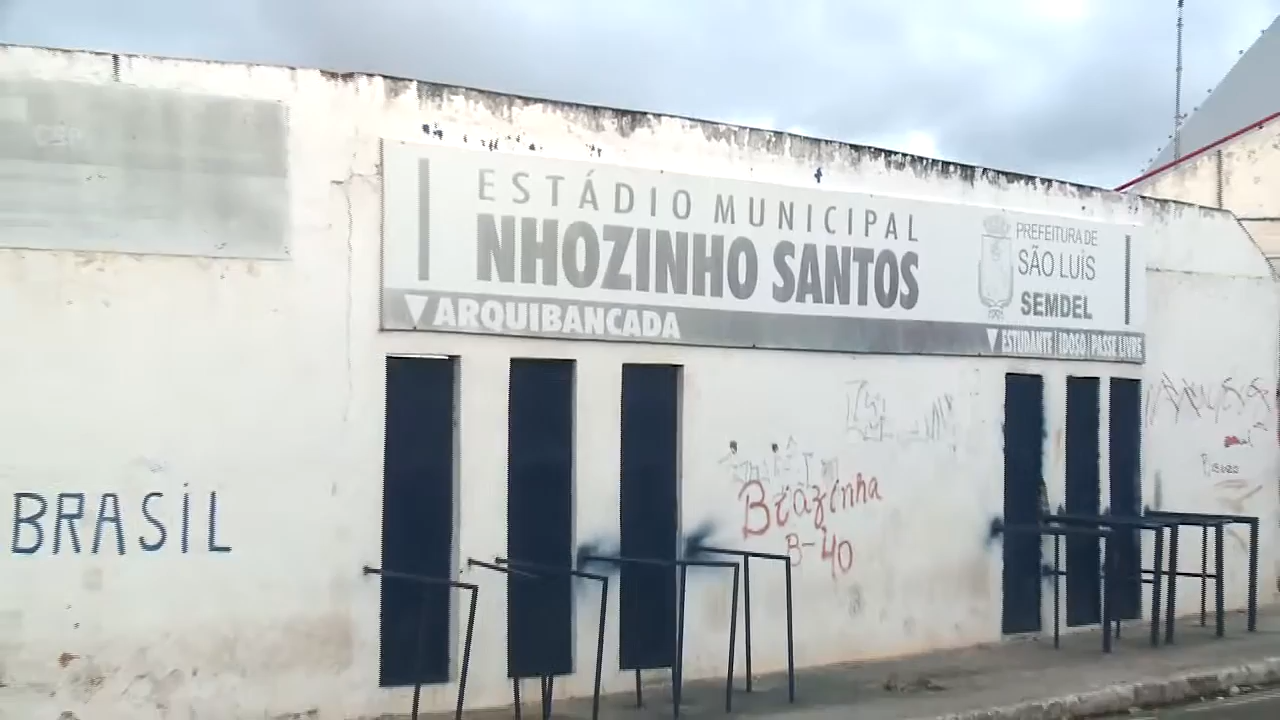 ESTÁDIO MUNICIPAL
NHOZINHO SANTOS
PREFEITURA DE
SÃO LUÍS
SEMDEL
ARQUIBANCADA
ESTUDANTE | IDOSO | PASSE LIVRE
BRASiL
Brazinha
B-40